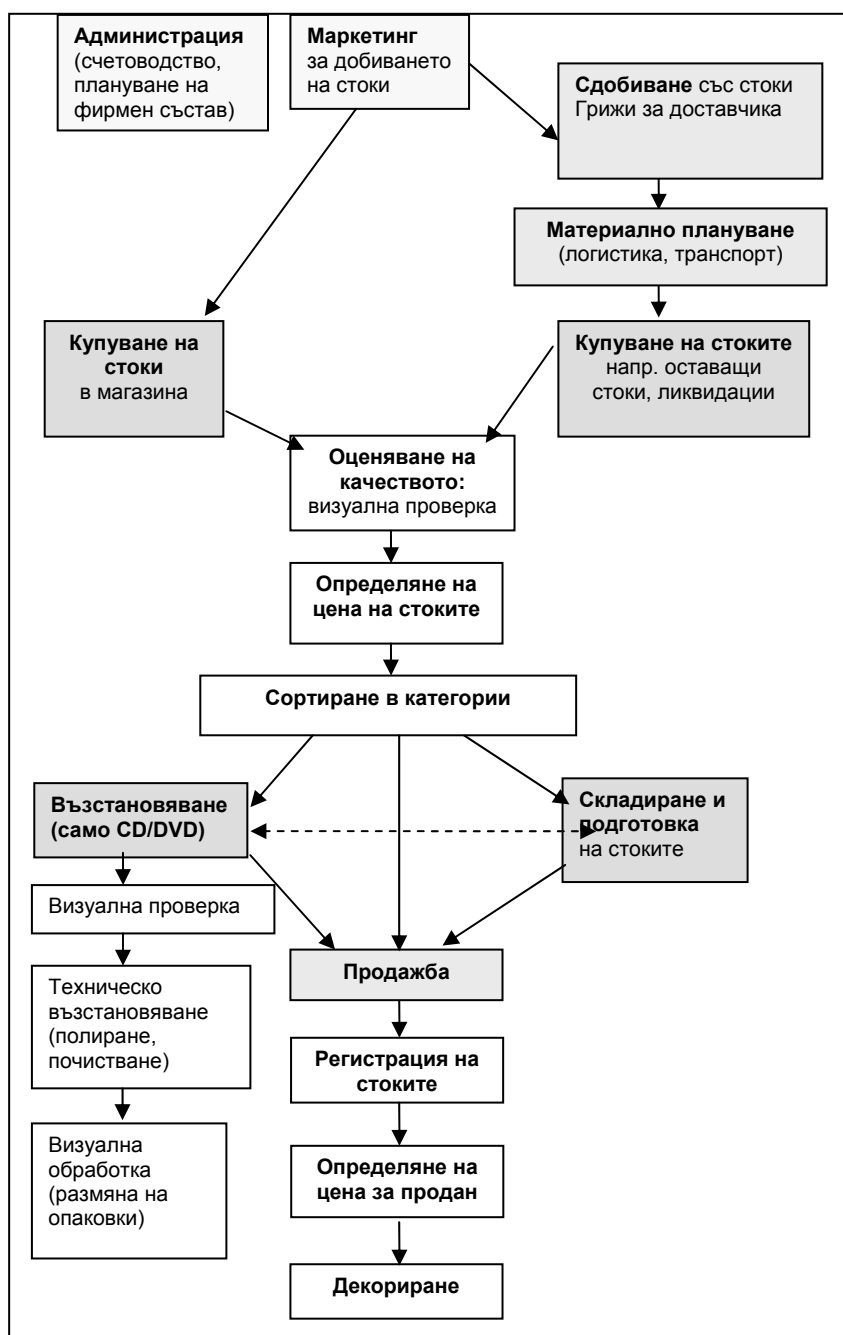 Администрация
(счетоводство,
плануване на
фирмен състав)
Маркетинг
за добиването
на стоки
Сдобиване със стоки
Грижи за доставчика
Материално плануване
(логистика, транспорт)
Купуване на
стоки
в магазина
Купуване на стоките
напр. оставащи
стоки, ликвидации
Оценяване на
качеството:
визуална проверка
Определяне на
цена на стоките
Сортиране в категории
Възстановяване
(само CD/DVD)
Складиране и
подготовка
на стоките
Визуална проверка
Техническо
възстановяване
(полиране,
почистване)
Визуална
обработка
(размяна на
опаковки)
Продажба
Регистрация на
стоките
Определяне на
цена за продан
Декориране